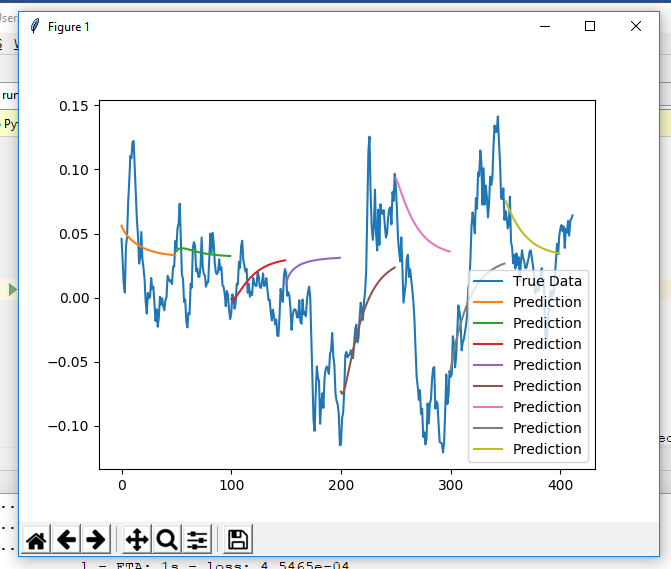 Figure 1
run
Py
0.15
0.10
0.05
0.00
−0.05
−0.10
0
100
200
300
400
True Data
Prediction
Prediction
Prediction
Prediction
Prediction
Prediction
Prediction
Prediction
1 - ETA: 1s - loss: 4.5465e-04